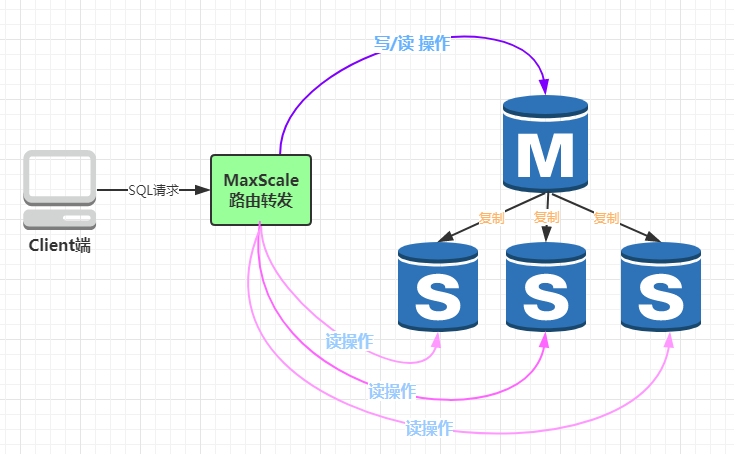 写/读 操作
M
SQL请求
MaxScale
路由转发
Client端
复制
复制
复制
S
S
S
读操作
读操作
读操作